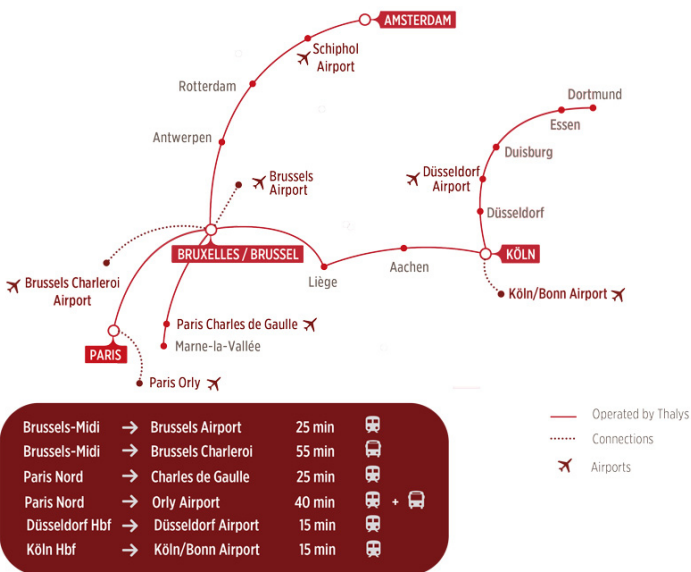 AMSTERDAM
Schiphol
Airport
Rotterdam
Antwerpen
Brussels
Airport
Dortmund
Essen
Duisburg
Düsseldorf
Airport
Düsseldorf
BRUXELLES / BRUSSEL
KÖLN
Liège
Aachen
Brussels Charleroi
Airport
Köln/Bonn Airport
Paris Charles de Gaulle
Marne-la-Vallée
PARIS
Paris Orly
Brussels-Midi → Brussels Airport 25 min
Brussels-Midi → Brussels Charleroi 55 min
Paris Nord → Charles de Gaulle 25 min
Paris Nord → Orly Airport 40 min +
Düsseldorf Hbf → Düsseldorf Airport 15 min
Köln Hbf → Köln/Bonn Airport 15 min
Operated by Thalys
Connections
Airports